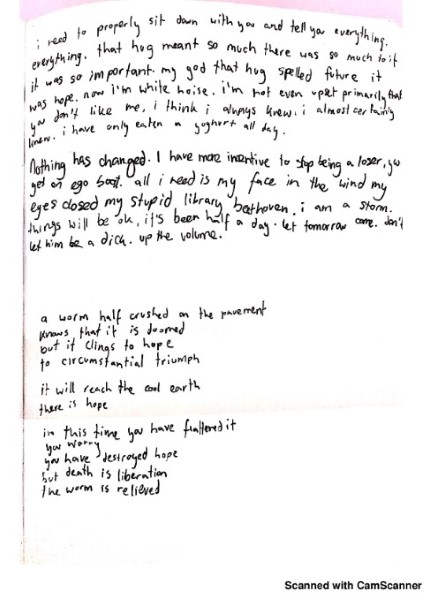 i need to properly sit down with you and tell you everything.
everything. that hug meant so much there was so much to it
it was so important. my god that hug spelled future it
was hope. now i'm white noise. i'm not even upset primarily that
you don't like me, i think i always knew. i almost certainly
knew. i have only eaten a yoghurt all day.
Nothing has changed. I have more incentive to stop being a loser, you
get an ego boost. all i need is my face in the wind my
eyes closed my stupid library beethoven. i am a storm.
things will be ok, it's been half a day. let tomorrow come. don't
let him be a dick. up the volume.
a worm half crushed on the pavement
knows that it is doomed
but it clings to hope
to circumstantial triumph
it will reach the cool earth
there is hope
in this time you have flattered it
you worry
you have destroyed hope
but death is liberation
the worm is relieved
Scanned with CamScanner